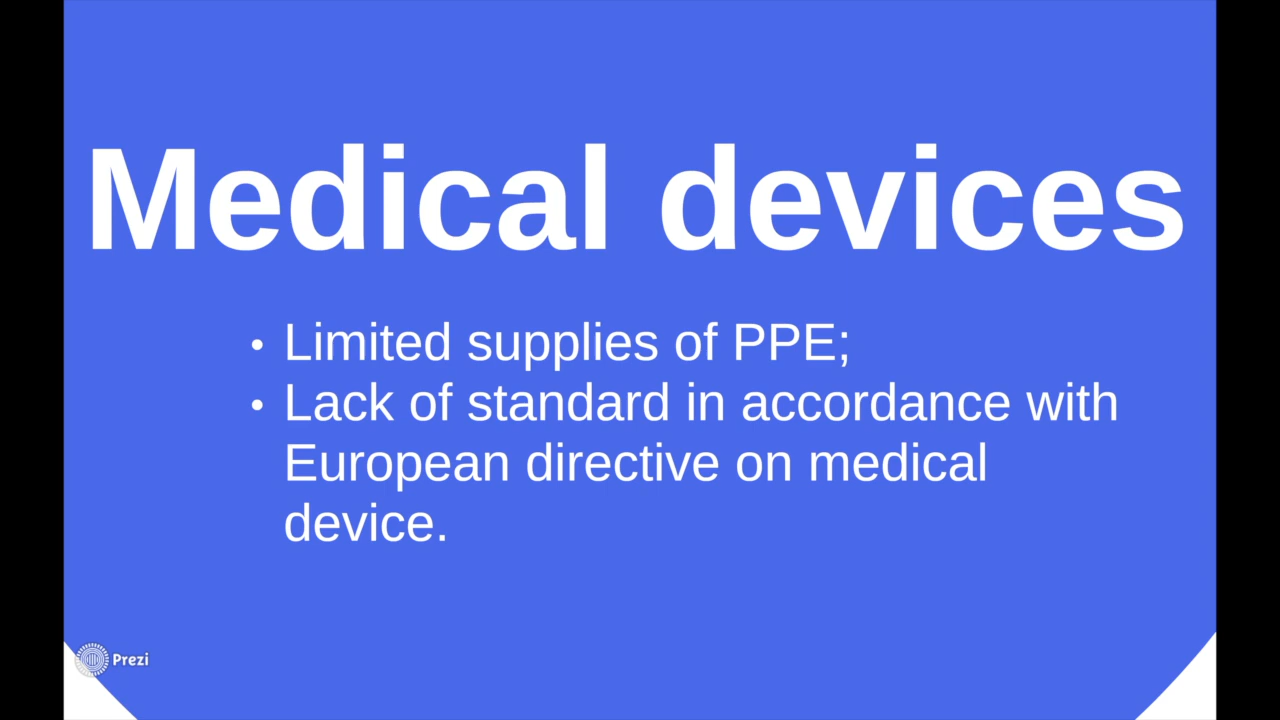 Medical devices
• Limited supplies of PPE;
• Lack of standard in accordance with
European directive on medical
device.
Prezi